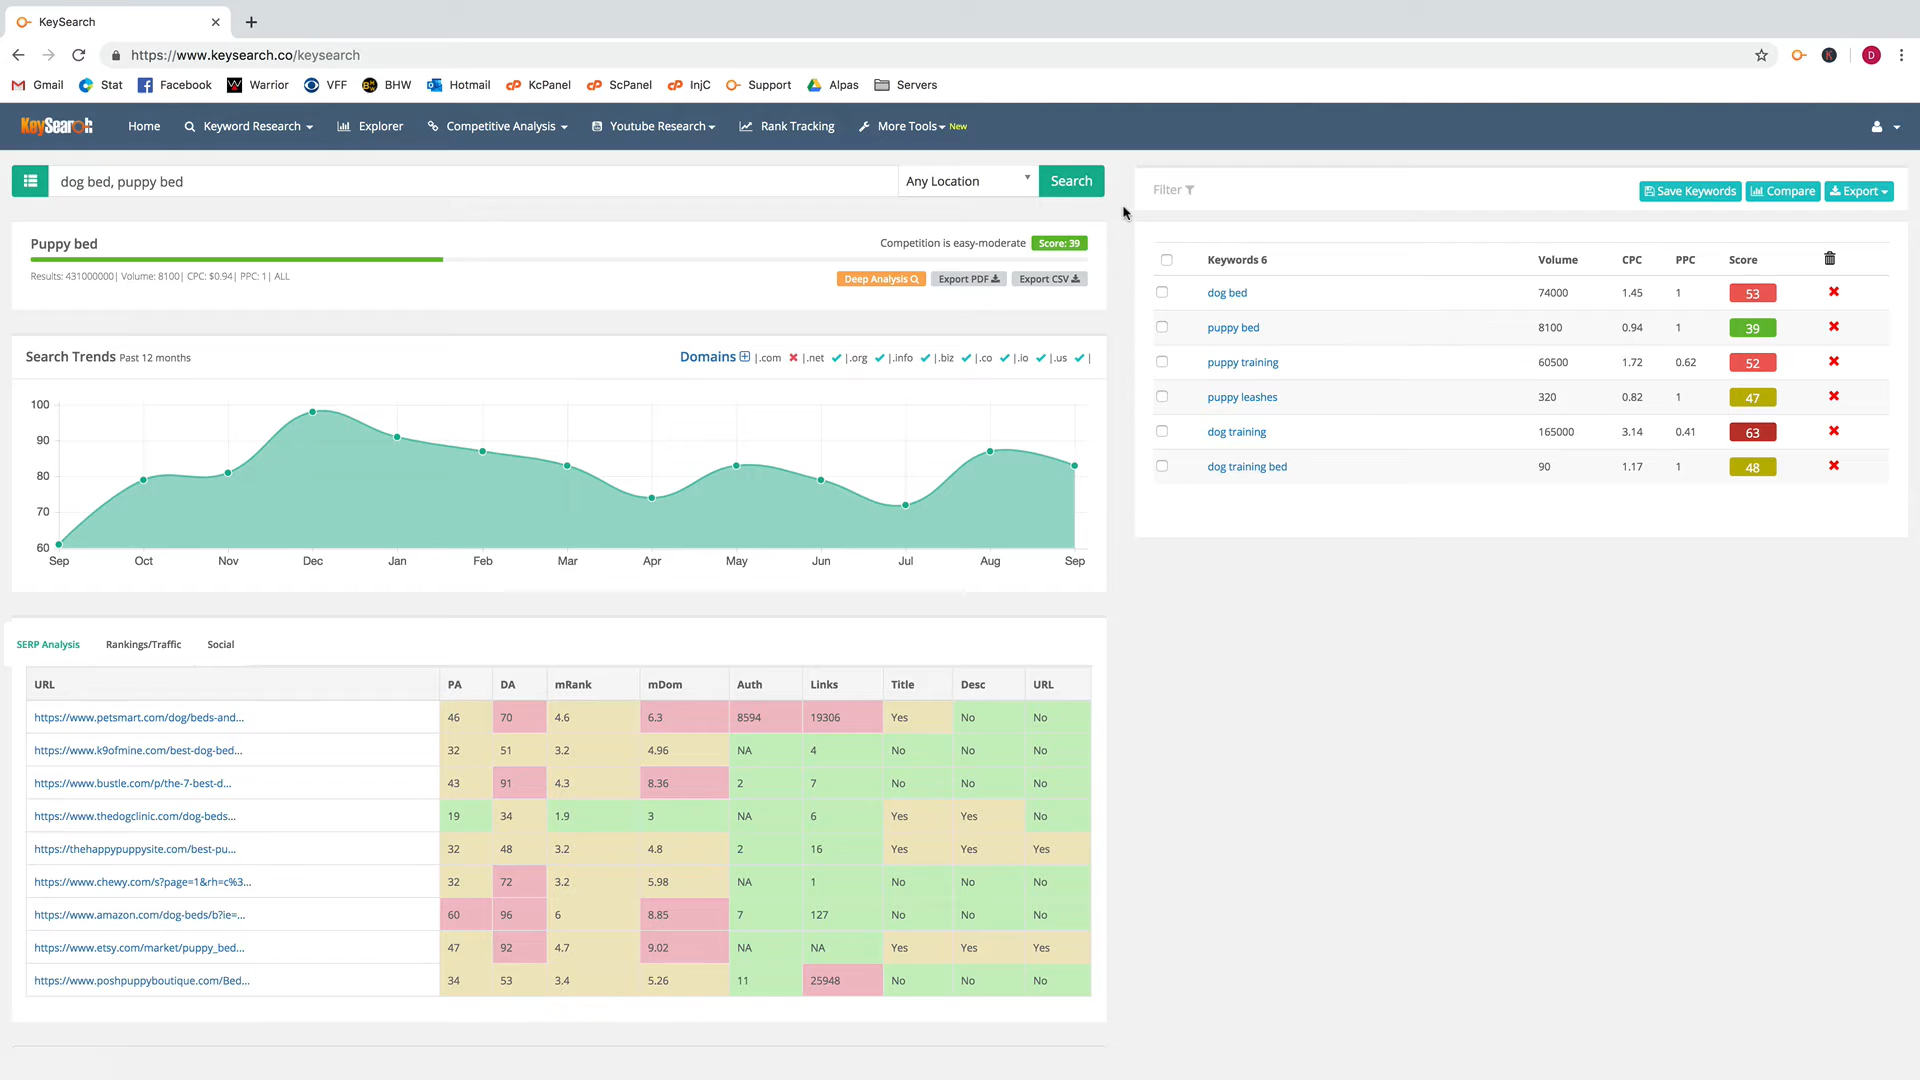 KeySearch
https://www.keysearch.co/keysearch
D
Gmail Stat Facebook Warrior VFF BHW Hotmail KcPanel ScPanel InjC Support Alpas Servers
KeySearch Home Keyword Research Explorer Competitive Analysis Youtube Research Rank Tracking More Tools New
dog bed, puppy bed Any Location Search
Filter Save Keywords Compare Export
Puppy bed Competition is easy-moderate Score: 39
Results: 431000000| Volume: 8100| CPC: $0.94| PPC: 1| ALL Deep Analysis Export PDF Export CSV
Search Trends Past 12 months Domains |.com |.net |.org |.info |.biz |.co |.io |.us |
100
90
80
70
60
Sep Oct Nov Dec Jan Feb Mar Apr May Jun Jul Aug Sep
SERP Analysis Rankings/Traffic Social
URL PA DA mRank mDom Auth Links Title Desc URL
https://www.petsmart.com/dog/beds-and... 46 70 4.6 6.3 8594 19306 Yes No No
https://www.k9ofmine.com/best-dog-bed... 32 51 3.2 4.96 NA 4 No No No
https://www.bustle.com/p/the-7-best-d... 43 91 4.3 8.36 2 7 No No No
https://www.thedogclinic.com/dog-beds... 19 34 1.9 3 NA 6 Yes Yes No
https://thehappypuppysite.com/best-pu... 32 48 3.2 4.8 2 16 Yes Yes Yes
https://www.chewy.com/s?page=1&rh=c%3... 32 72 3.2 5.98 NA 1 No No No
https://www.amazon.com/dog-beds/b?ie=... 60 96 6 8.85 7 127 No No No
https://www.etsy.com/market/puppy_bed... 47 92 4.7 9.02 NA NA Yes Yes Yes
https://www.poshpuppyboutique.com/Bed... 34 53 3.4 5.26 11 25948 No No No
Keywords 6 Volume CPC PPC Score
dog bed 74000 1.45 1 53
puppy bed 8100 0.94 1 39
puppy training 60500 1.72 0.62 52
puppy leashes 320 0.82 1 47
dog training 165000 3.14 0.41 63
dog training bed 90 1.17 1 48